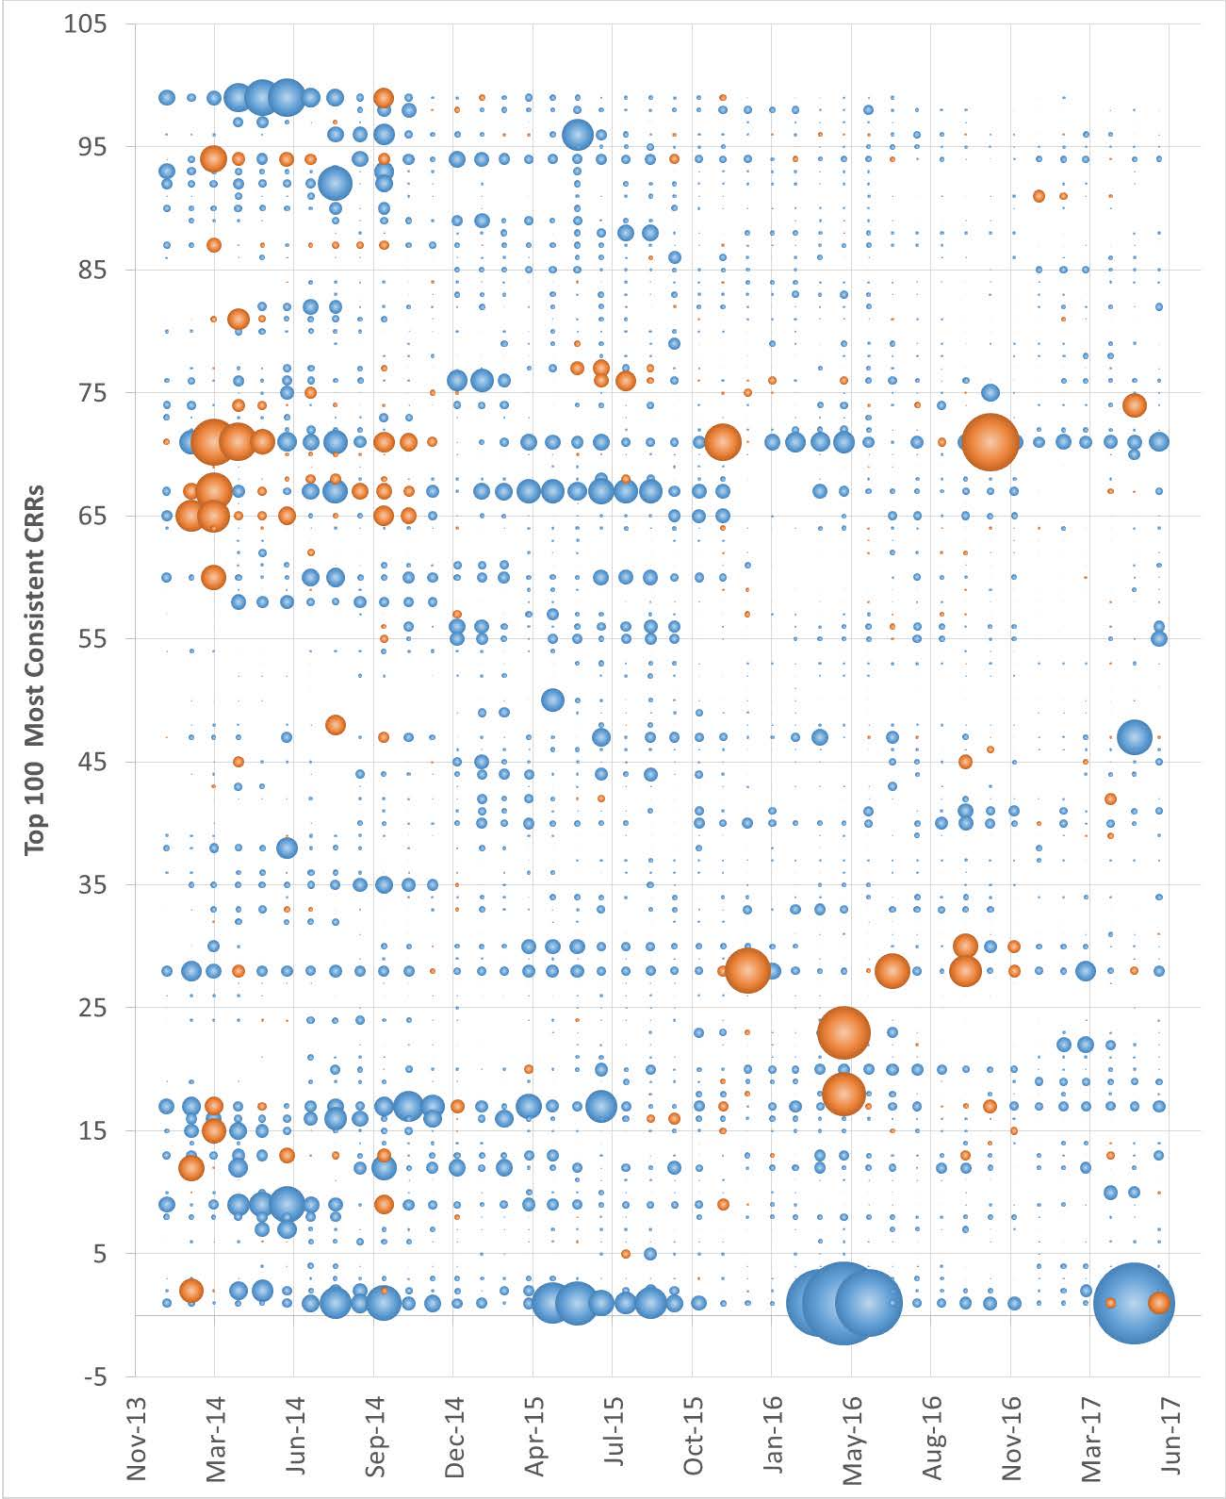 105
95
85
75
65
55
45
35
25
15
5
-5
Top 100 Most Consistent CRRs
Nov-13
Mar-14
Jun-14
Sep-14
Dec-14
Apr-15
Jul-15
Oct-15
Jan-16
May-16
Aug-16
Nov-16
Mar-17
Jun-17